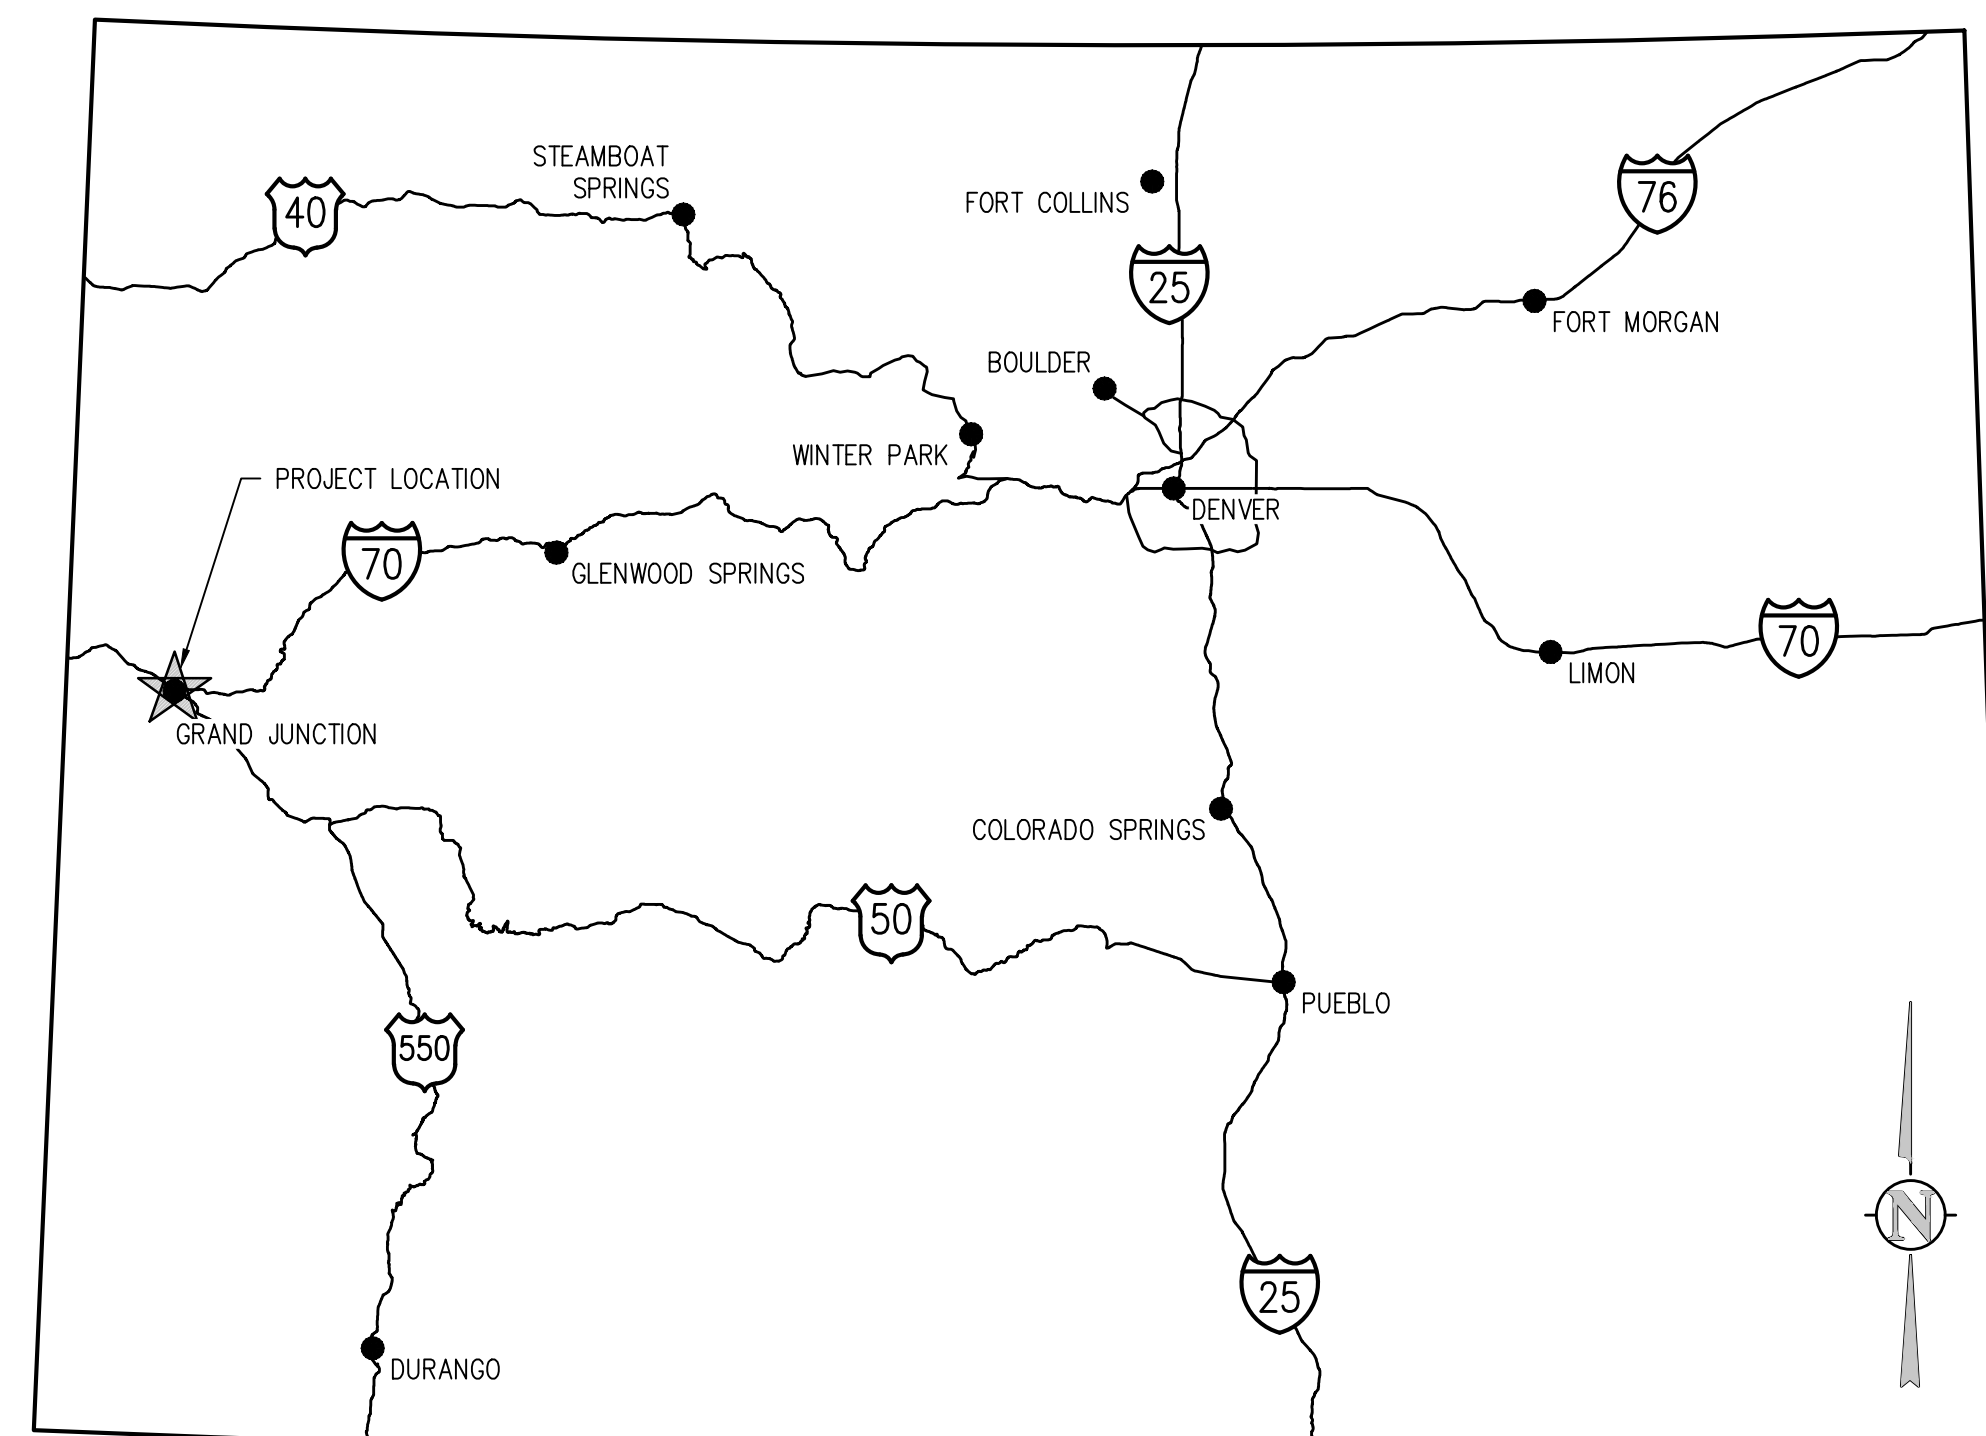 STEAMBOAT
SPRINGS
40
FORT COLLINS
76
25
FORT MORGAN
BOULDER
WINTER PARK
PROJECT LOCATION
DENVER
70
GLENWOOD SPRINGS
70
LIMON
GRAND JUNCTION
COLORADO SPRINGS
50
PUEBLO
550
N
25
DURANGO